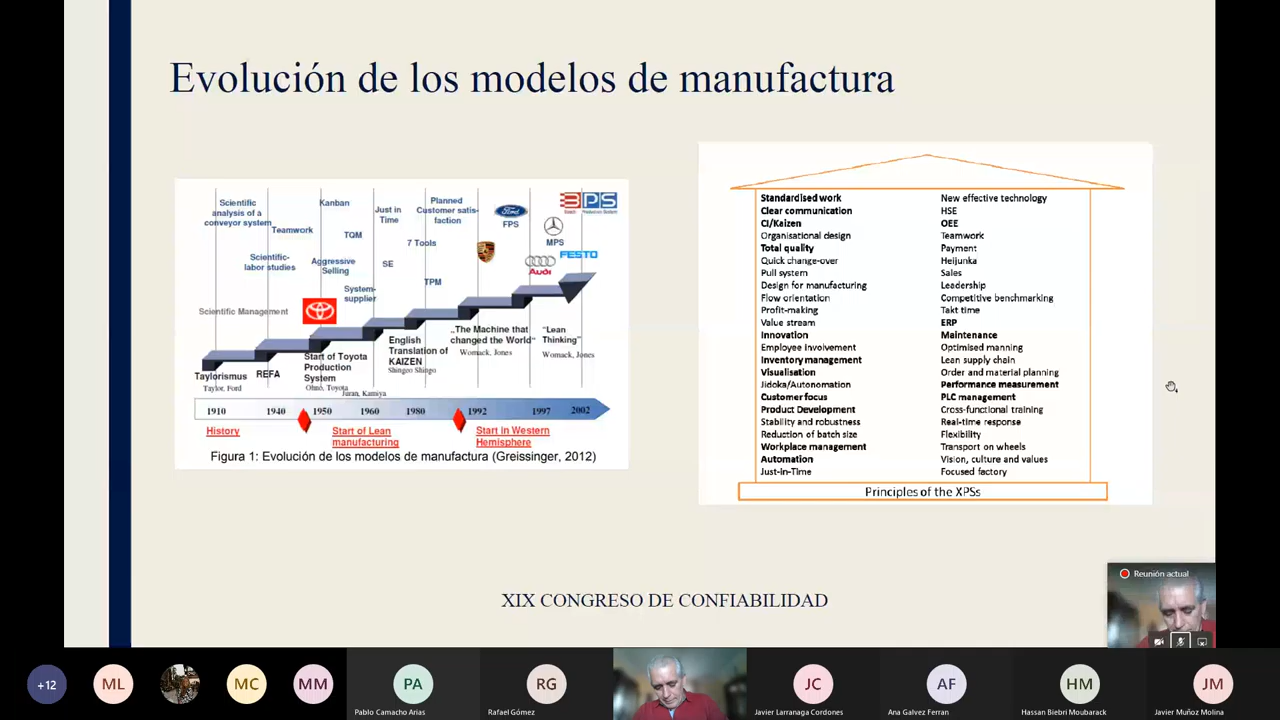 Evolución de los modelos de manufactura
Scientific
analysis of a
conveyor system
Teamwork
Scientific-
labor studies
Scientific Management
Kanban
TQM
Aggressive
Selling
System-
supplier
Just in
Time
SE
7 Tools
Planned
Customer satis-
faction
TPM
Ford
FPS
MPS
BPS
FESTO
Audi
Taylorismus
Taylor, Ford
REFA
Start of Toyota
Production
System
Ohno, Toyota
Juran, Kamiya
English
Translation of
KAIZEN
Shingeo Shingo
„The Machine that
changed the World"
Womack, Jones
"Lean
Thinking"
Womack, Jones
1910 1940 1950 1960 1980 1992 1997 2002
History
Start of Lean
manufacturing
Start in Western
Hemisphere
Figura 1: Evolución de los modelos de manufactura (Greissinger, 2012)
Standardised work
Clear communication
CI/Kaizen
Organisational design
Total quality
Quick change-over
Pull system
Design for manufacturing
Flow orientation
Profit-making
Value stream
Innovation
Employee Involvement
Inventory management
Visualisation
Jidoka/Autonomation
Customer focus
Product Development
Stability and robustness
Reduction of batch size
Workplace management
Automation
Just-in-Time
New effective technology
HSE
OEE
Teamwork
Payment
Heijunka
Sales
Leadership
Competitive benchmarking
Takt time
ERP
Maintenance
Optimised manning
Lean supply chain
Order and material planning
Performance measurement
PLC management
Cross-functional training
Real-time response
Flexibility
Transport on wheels
Vision, culture and values
Focused factory
Principles of the XPSs
XIX CONGRESO DE CONFIABILIDAD
Reunión actual
+12
ML
MC
MM
PA
Pablo Camacho Arias
RG
Rafael Gómez
JC
Javier Larranaga Cordones
AF
Ana Galvez Ferran
HM
Hassan Biebri Moubarack
JM
Javier Muñoz Molina